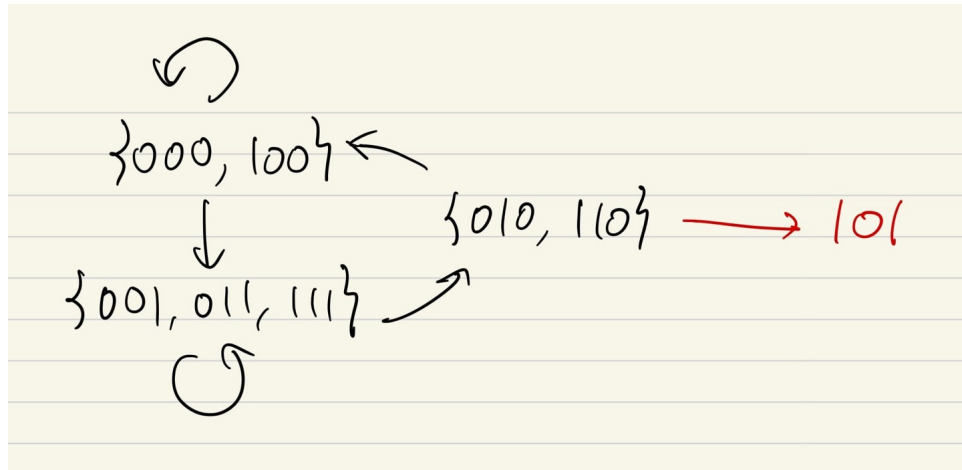 {000, 100}
{010, 110} → 101
{001, 011, 111}